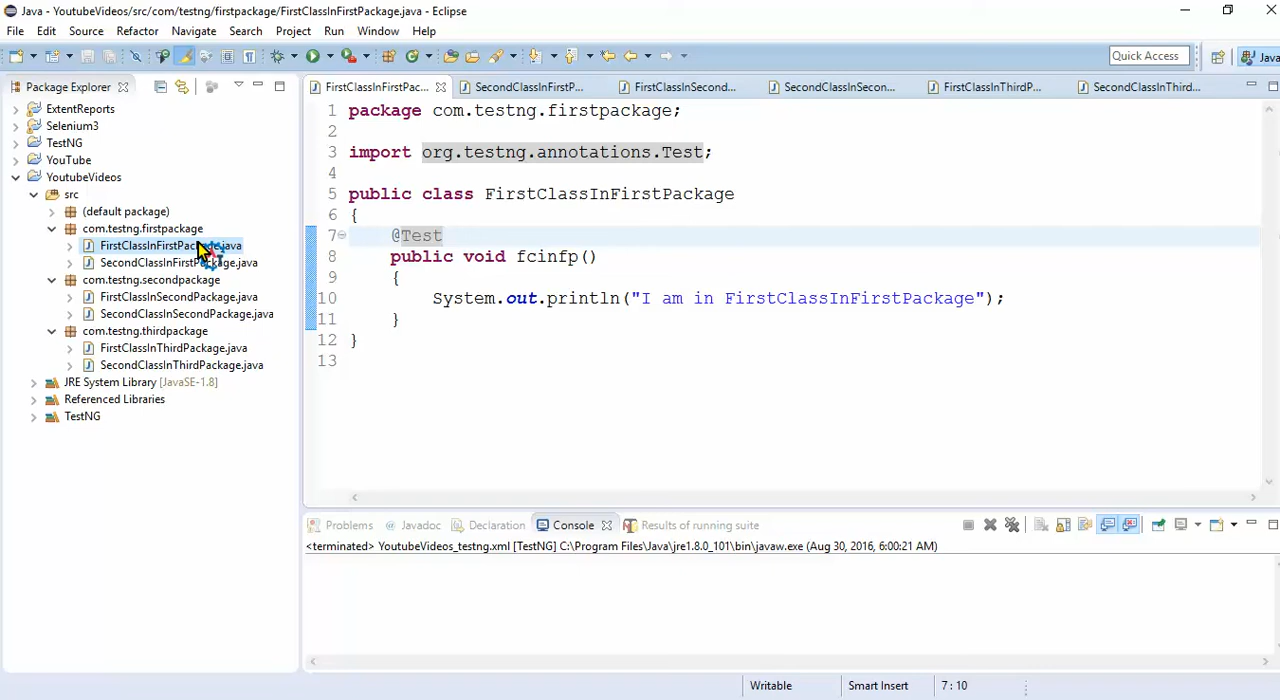 Java - YoutubeVideos/src/com/testng/firstpackage/FirstClassInFirstPackage.java - Eclipse
File Edit Source Refactor Navigate Search Project Run Window Help
Quick Access
Java
Package Explorer
ExtentReports
Selenium3
TestNG
YouTube
YoutubeVideos
src
(default package)
com.testng.firstpackage
FirstClassInFirstPackage.java
SecondClassInFirstPackage.java
com.testng.secondpackage
FirstClassInSecondPackage.java
SecondClassInSecondPackage.java
com.testng.thirdpackage
FirstClassInThirdPackage.java
SecondClassInThirdPackage.java
JRE System Library [JavaSE-1.8]
Referenced Libraries
TestNG
FirstClassInFirstPac... SecondClassInFirstP... FirstClassInSecond... SecondClassInSecon... FirstClassInThirdP... SecondClassInThird...
1 package com.testng.firstpackage;
2
3 import org.testng.annotations.Test;
4
5 public class FirstClassInFirstPackage
6 {
7 @Test
8 public void fcinfp()
9 {
10 System.out.println("I am in FirstClassInFirstPackage");
11 }
12 }
13
Problems @ Javadoc Declaration Console Results of running suite
<terminated> YoutubeVideos_testng.xml [TestNG] C:\Program Files\Java\jre1.8.0_101\bin\javaw.exe (Aug 30, 2016, 6:00:21 AM)
Writable Smart Insert 7 : 10